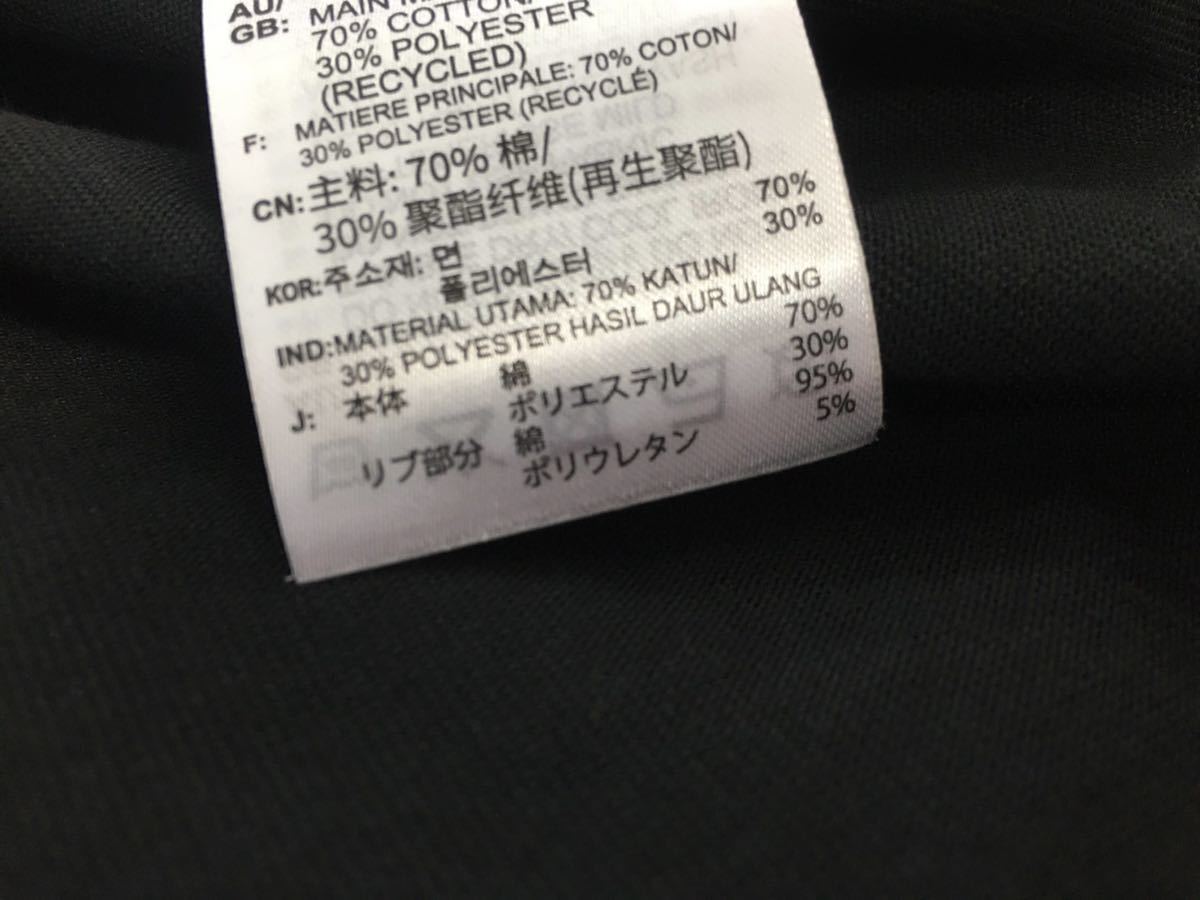 AU/
GB: MAIN
70% COTTON/
30% POLYESTER
(RECYCLED)
F: MATIERE PRINCIPALE: 70% COTON/
30% POLYESTER (RECYCLÉ)
CN: 主料: 70% 棉/
30% 聚酯纤维(再生聚酯)
KOR: 주소재: 면 70%
폴리에스터 30%
IND: MATERIAL UTAMA: 70% KATUN/
30% POLYESTER HASIL DAUR ULANG
J: 本体 綿 70%
ポリエステル 30%
リブ部分 綿 95%
ポリウレタン 5%